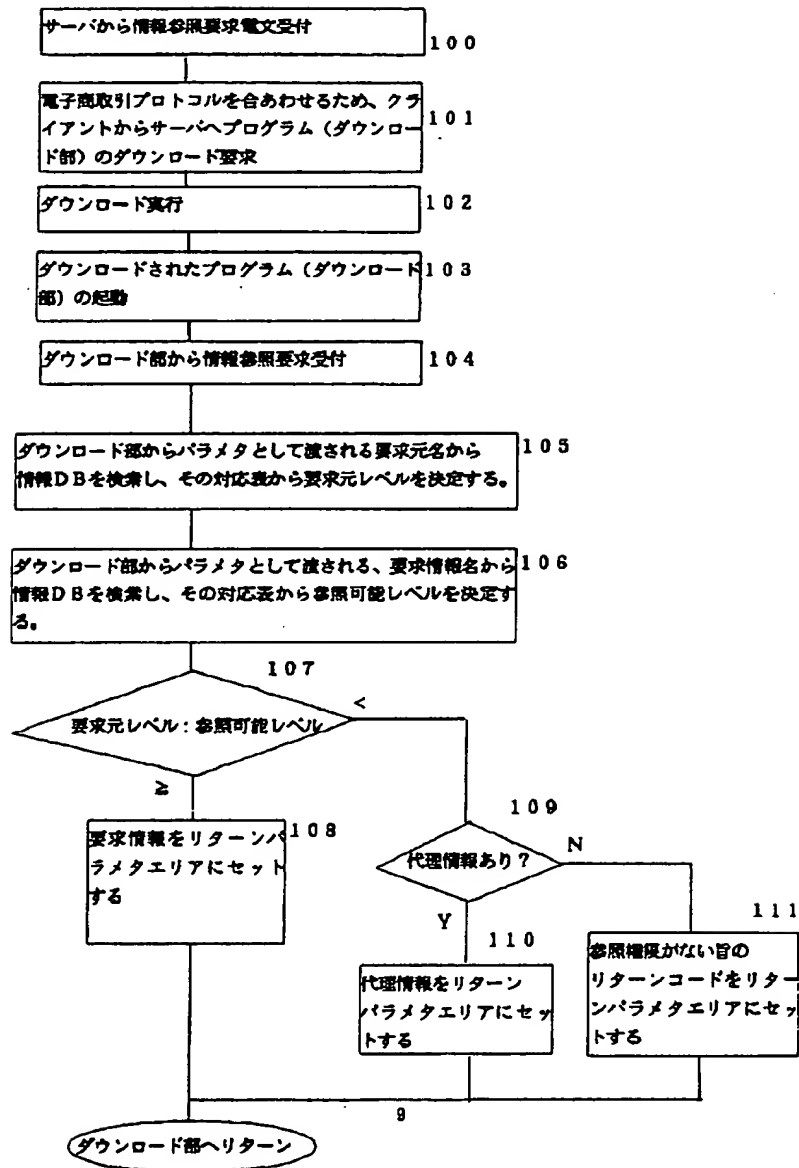 サーバから情報参照要求電文受付
100
電子商取引プロトコルを合あわせるため、クラ
イアントからサーバへプログラム（ダウンロー
ド部）のダウンロード要求
101
ダウンロード実行
102
ダウンロードされたプログラム（ダウンロード
部）の起動
103
ダウンロード部から情報参照要求受付
104
ダウンロード部からパラメタとして渡される要求元名から
情報DBを検索し、その対応表から要求元レベルを決定する。
105
ダウンロード部からパラメタとして渡される、要求情報名から
情報DBを検索し、その対応表から参照可能レベルを決定す
る。
106
107
要求元レベル：参照可能レベル
<
≧
要求情報をリターンパ
ラメタエリアにセット
する
108
109
代理情報あり？
N
Y
110
代理情報をリターン
パラメタエリアにセッ
トする
111
参照権限がない旨の
リターンコードをリター
ンパラメタエリアにセッ
トする
9
ダウンロード部へリターン